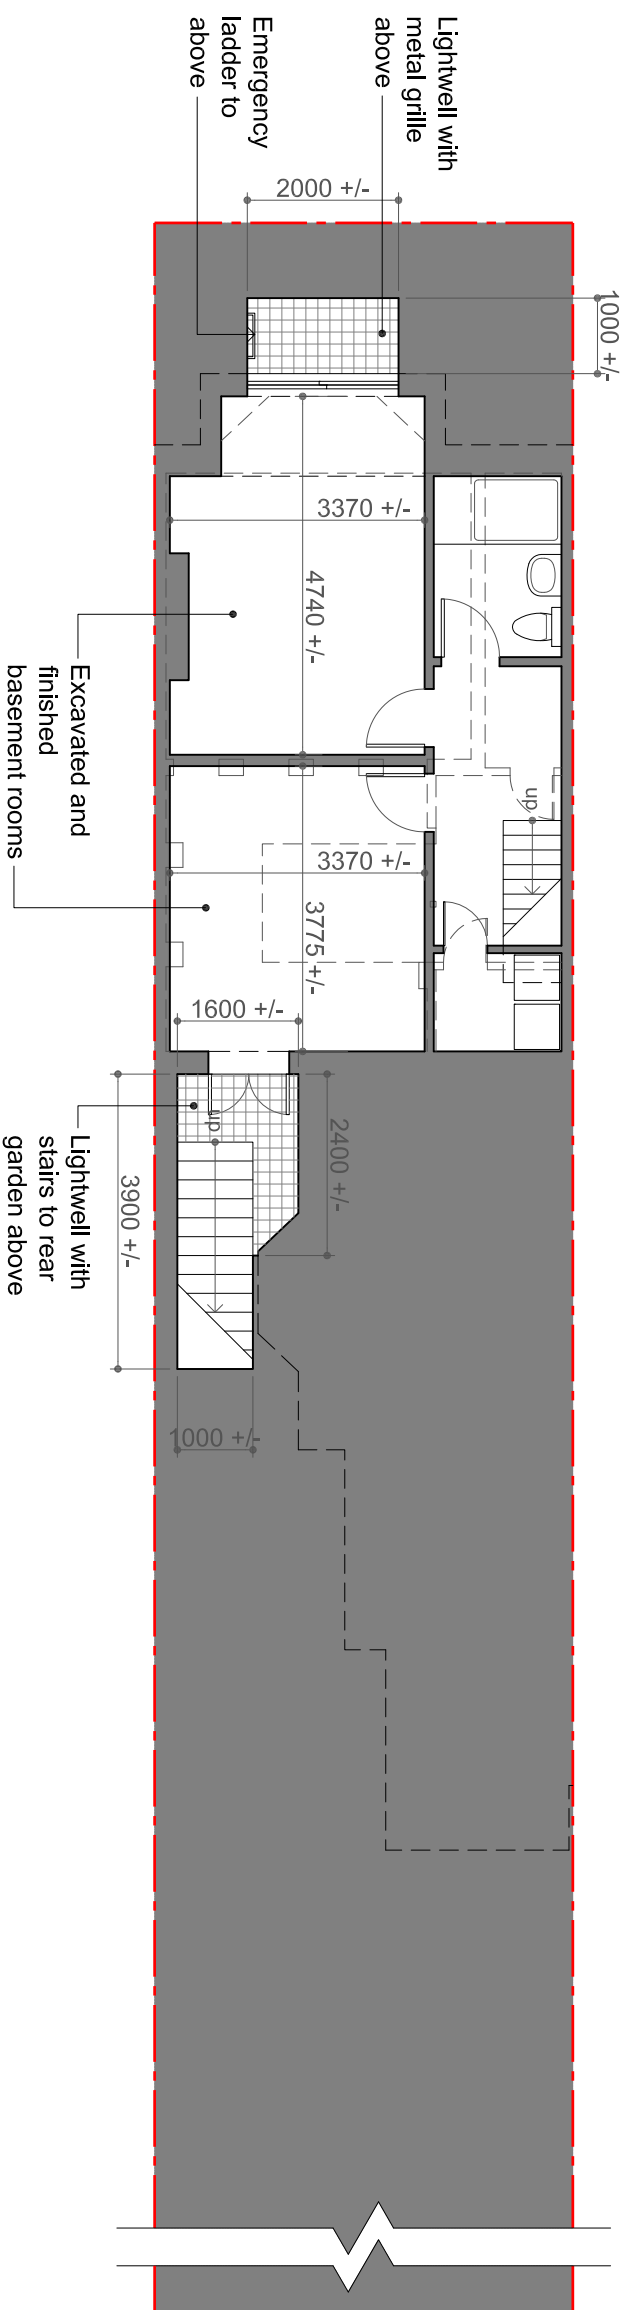 Lightwell with
metal grille
above
Emergency
ladder to
above
2000 +/-
1000 +/-
3370 +/-
4740 +/-
Excavated and
finished
basement rooms
up
3370 +/-
3775 +/-
1600 +/-
up
2400 +/-
3900 +/-
Lightwell with
stairs to rear
garden above
1000 +/-